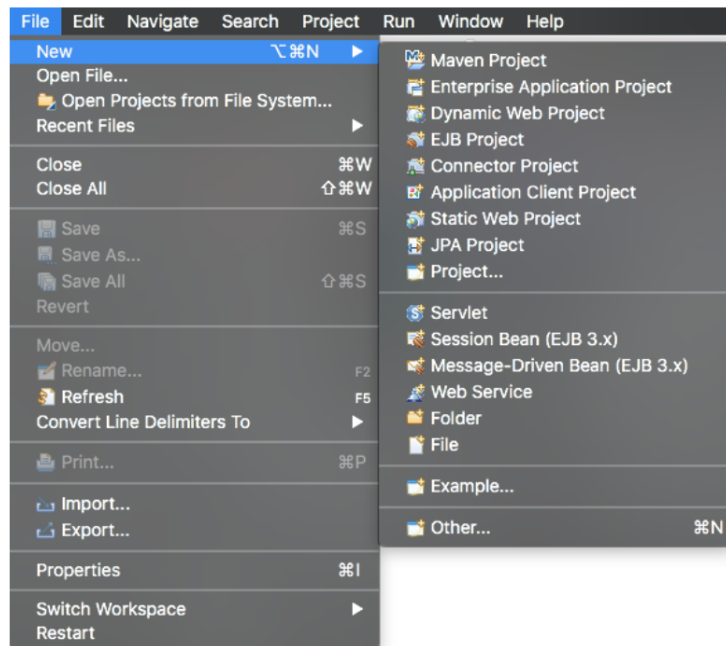 File Edit Navigate Search Project Run Window Help
New ⌥⌘N ▶
Open File...
Open Projects from File System...
Recent Files ▶
Close ⌘W
Close All ⇧⌘W
Save ⌘S
Save As...
Save All ⇧⌘S
Revert
Move...
Rename... F2
Refresh F5
Convert Line Delimiters To ▶
Print... ⌘P
Import...
Export...
Properties ⌘I
Switch Workspace ▶
Restart
Maven Project
Enterprise Application Project
Dynamic Web Project
EJB Project
Connector Project
Application Client Project
Static Web Project
JPA Project
Project...
Servlet
Session Bean (EJB 3.x)
Message-Driven Bean (EJB 3.x)
Web Service
Folder
File
Example...
Other... ⌘N